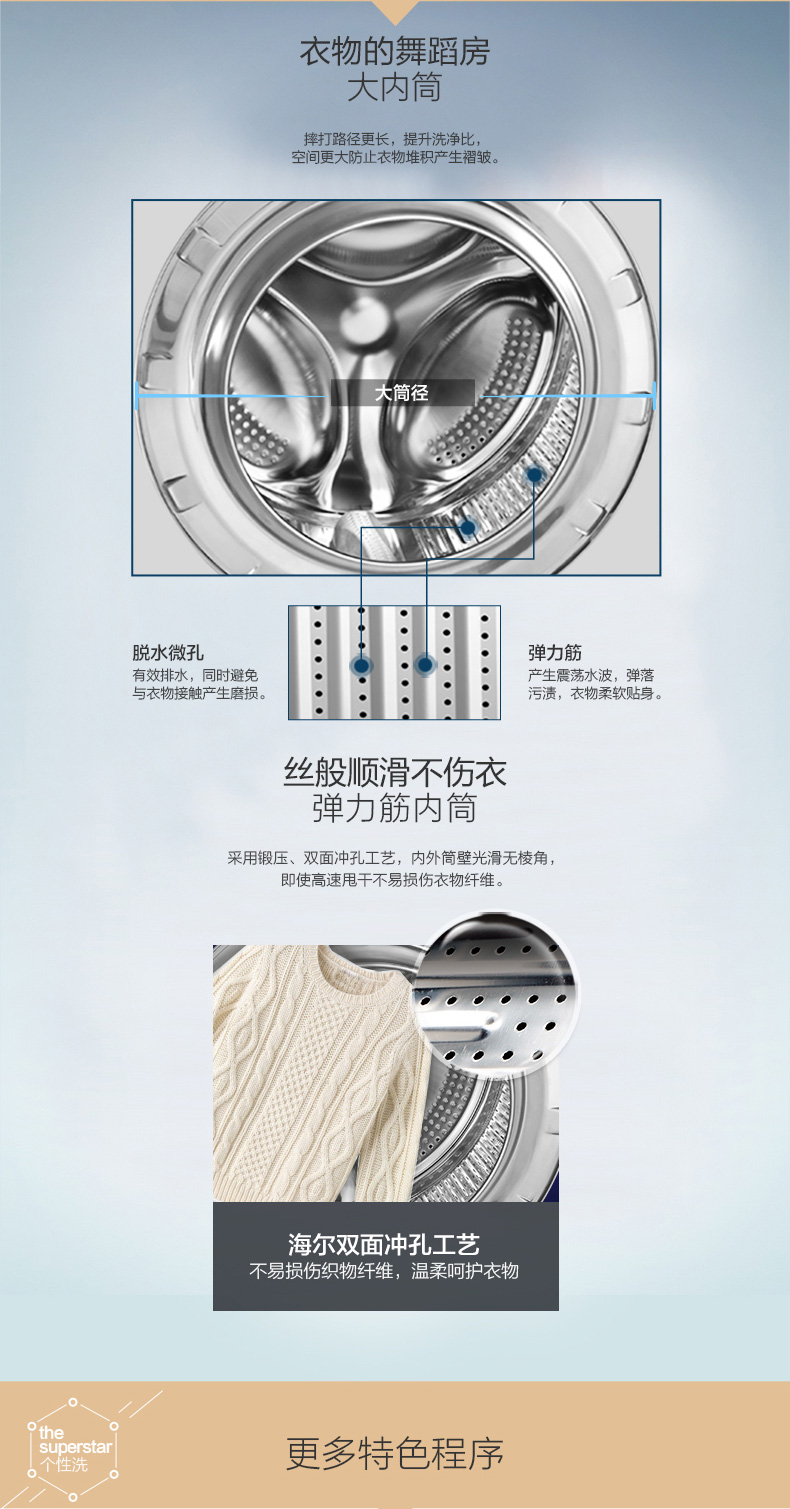 衣物的舞蹈房
大内筒
摔打路径更长，提升洗净比，
空间更大防止衣物堆积产生褶皱。
大筒径
脱水微孔
有效排水，同时避免
与衣物接触产生磨损。
弹力筋
产生震荡水波，弹落
污渍，衣物柔软贴身。
丝般顺滑不伤衣
弹力筋内筒
采用锻压、双面冲孔工艺，内外筒壁光滑无棱角，
即使高速甩干不易损伤衣物纤维。
海尔双面冲孔工艺
不易损伤织物纤维，温柔呵护衣物
the
superstar
个性洗
更多特色程序